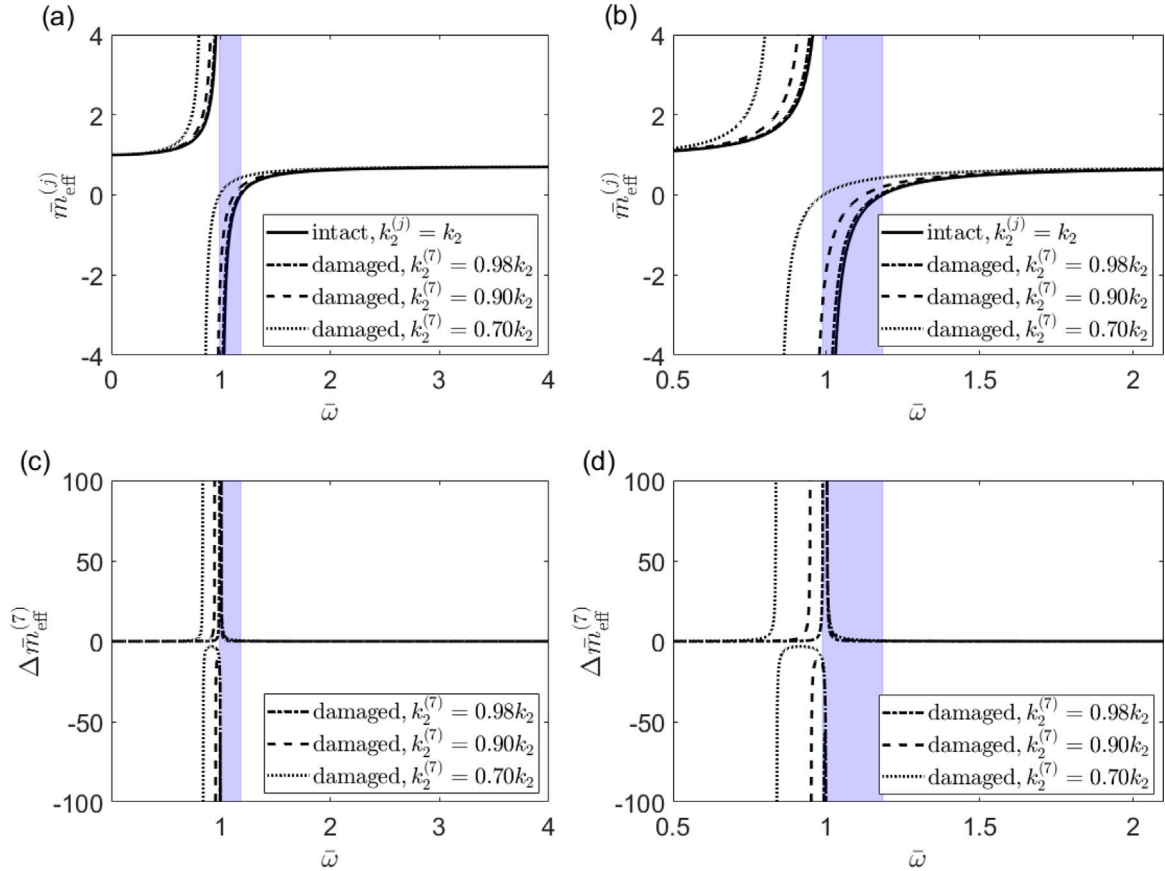 (a)
4
2
0
-2
-4
m̄_eff^(j)
intact, k_2^(j) = k_2
damaged, k_2^(7) = 0.98k_2
damaged, k_2^(7) = 0.90k_2
damaged, k_2^(7) = 0.70k_2
0 1 2 3 4
ω̄
(b)
4
2
0
-2
-4
m̄_eff^(j)
intact, k_2^(j) = k_2
damaged, k_2^(7) = 0.98k_2
damaged, k_2^(7) = 0.90k_2
damaged, k_2^(7) = 0.70k_2
0.5 1 1.5 2
ω̄
(c)
100
50
0
-50
-100
Δm̄_eff^(7)
damaged, k_2^(7) = 0.98k_2
damaged, k_2^(7) = 0.90k_2
damaged, k_2^(7) = 0.70k_2
1 2 3 4
ω̄
(d)
100
50
0
-50
-100
Δm̄_eff^(7)
damaged, k_2^(7) = 0.98k_2
damaged, k_2^(7) = 0.90k_2
damaged, k_2^(7) = 0.70k_2
0.5 1 1.5 2
ω̄